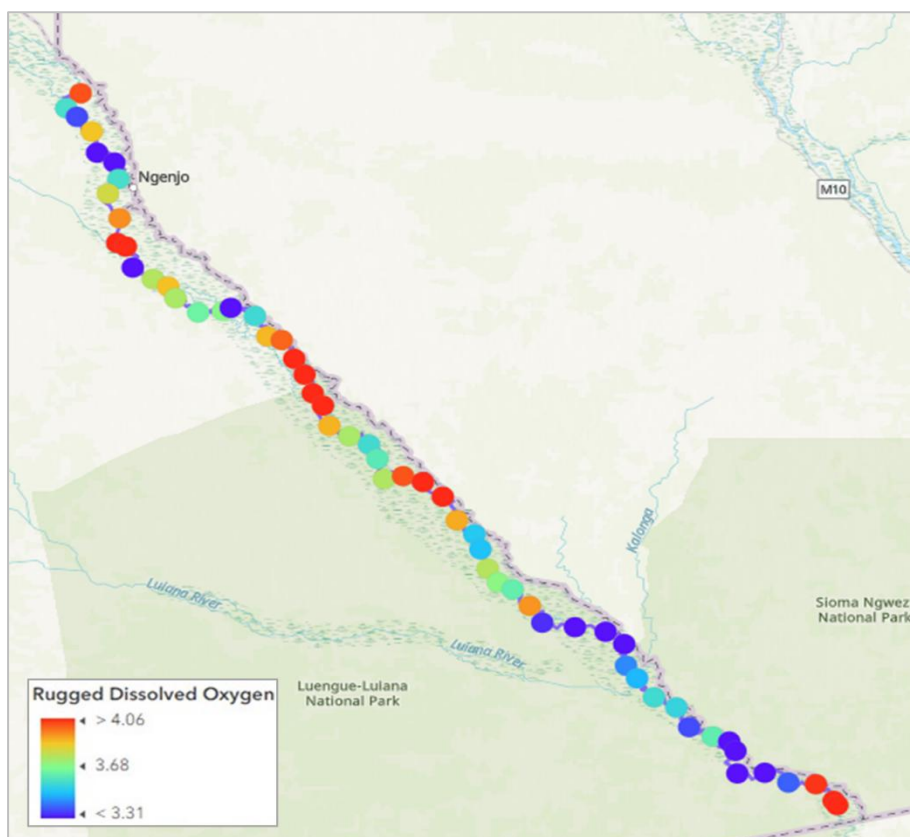 Ngenjo
M10
Kalonga
Luiana River
Sioma Ngwez
National Park
Luiana River
Luengue-Luiana
National Park
Rugged Dissolved Oxygen
> 4.06
3.68
< 3.31